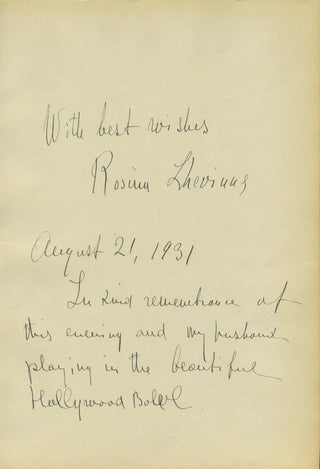 With best wishes
Rosina Lhevinne
August 21, 1931
In kind remembrance of
this evening and my husband
playing in the beautiful
Hollywood Bowl.